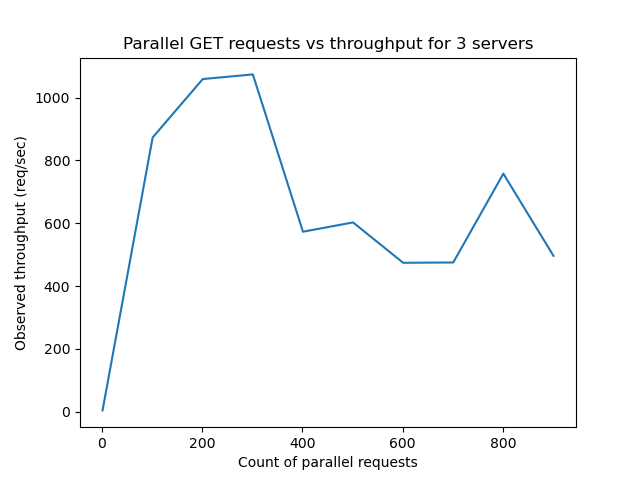 Parallel GET requests vs throughput for 3 servers
Observed throughput (req/sec)
1000
800
600
400
200
0
0 200 400 600 800
Count of parallel requests